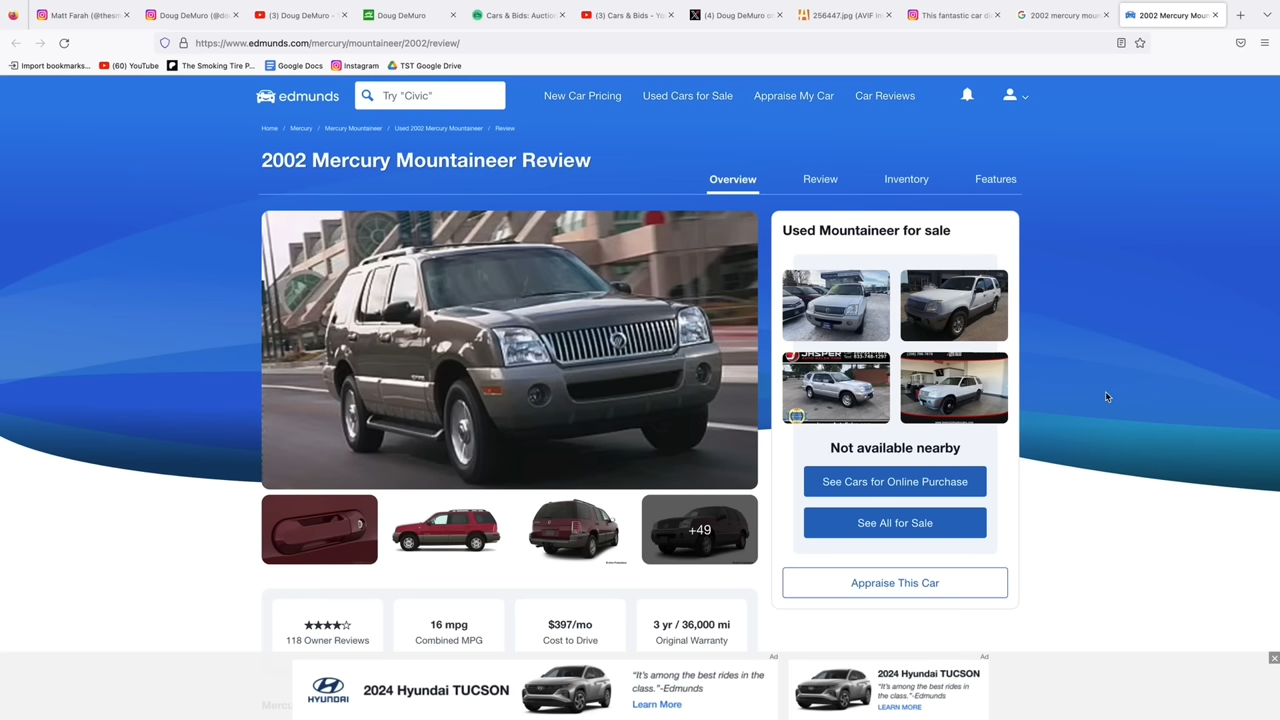 Matt Farah (@thesm
Doug DeMuro (@do
(3) Doug DeMuro -
Doug DeMuro
Cars & Bids: Auction
(3) Cars & Bids - Yo
(4) Doug DeMuro o
256447.jpg (AVIF Im
This fantastic car di
2002 mercury moun
2002 Mercury Moun
https://www.edmunds.com/mercury/mountaineer/2002/review/
Import bookmarks...
(60) YouTube
The Smoking Tire P...
Google Docs
Instagram
TST Google Drive
edmunds
Try "Civic"
New Car Pricing
Used Cars for Sale
Appraise My Car
Car Reviews
Home / Mercury / Mercury Mountaineer / Used 2002 Mercury Mountaineer / Review
2002 Mercury Mountaineer Review
Overview
Review
Inventory
Features
Used Mountaineer for sale
JASPER
Not available nearby
See Cars for Online Purchase
See All for Sale
Appraise This Car
+49
118 Owner Reviews
16 mpg
Combined MPG
$397/mo
Cost to Drive
3 yr / 36,000 mi
Original Warranty
Ad
HYUNDAI
2024 Hyundai TUCSON
"It's among the best rides in the
class."-Edmunds
Learn More
Ad
2024 Hyundai TUCSON
"It's among the best rides in
the class."-Edmunds
LEARN MORE